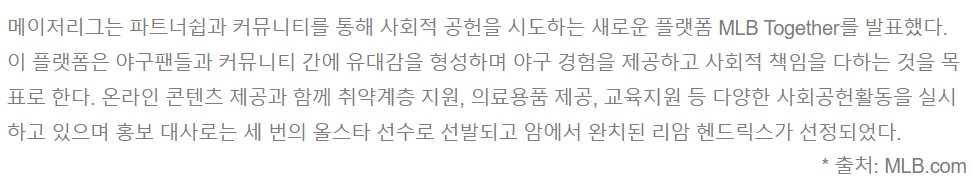 메이저리그는 파트너쉽과 커뮤니티를 통해 사회적 공헌을 시도하는 새로운 플랫폼 MLB Together를 발표했다.
이 플랫폼은 야구팬들과 커뮤니티 간에 유대감을 형성하며 야구 경험을 제공하고 사회적 책임을 다하는 것을 목
표로 한다. 온라인 콘텐츠 제공과 함께 취약계층 지원, 의료용품 제공, 교육지원 등 다양한 사회공헌활동을 실시
하고 있으며 홍보 대사로는 세 번의 올스타 선수로 선발되고 암에서 완치된 리암 헨드릭스가 선정되었다.
* 출처: MLB.com